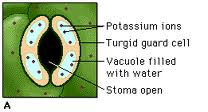 Potassium ions
Turgid guard cell
Vacuole filled
with water
Stoma open
A